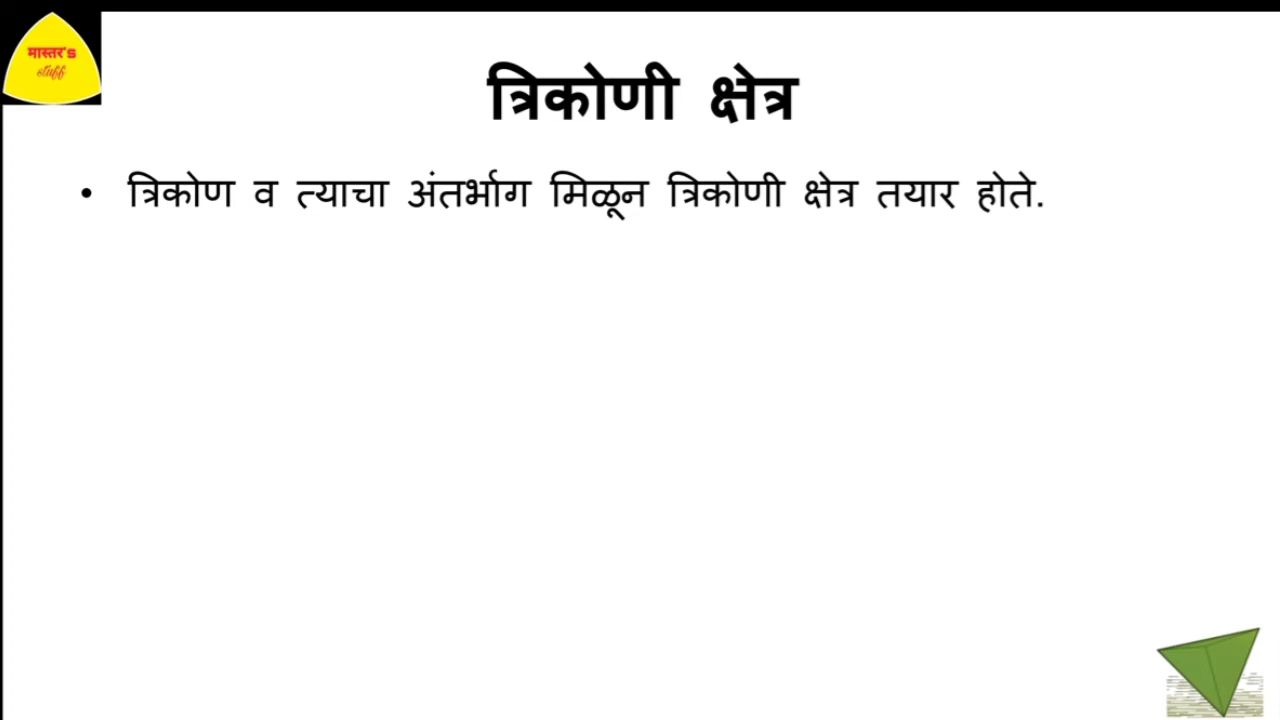 मास्तर's
stuff
त्रिकोणी क्षेत्र
• त्रिकोण व त्याचा अंतर्भाग मिळून त्रिकोणी क्षेत्र तयार होते.